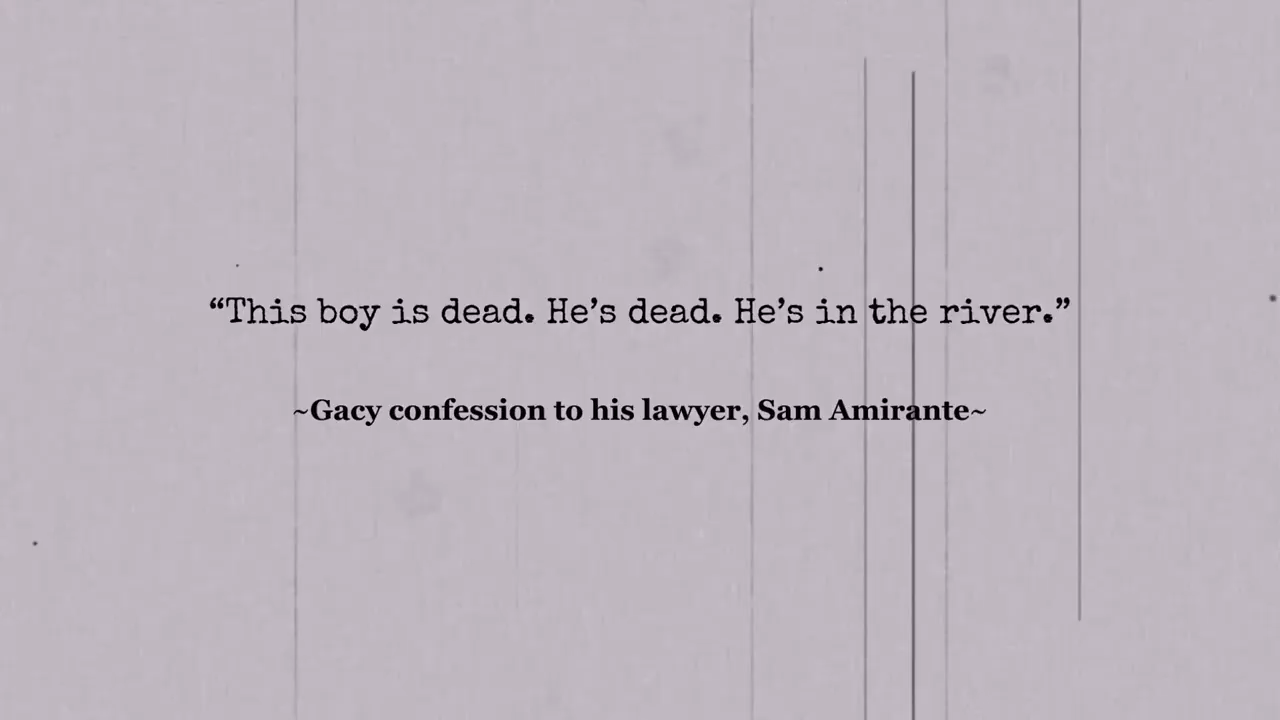 “This boy is dead. He’s dead. He’s in the river.”
~Gacy confession to his lawyer, Sam Amirante~